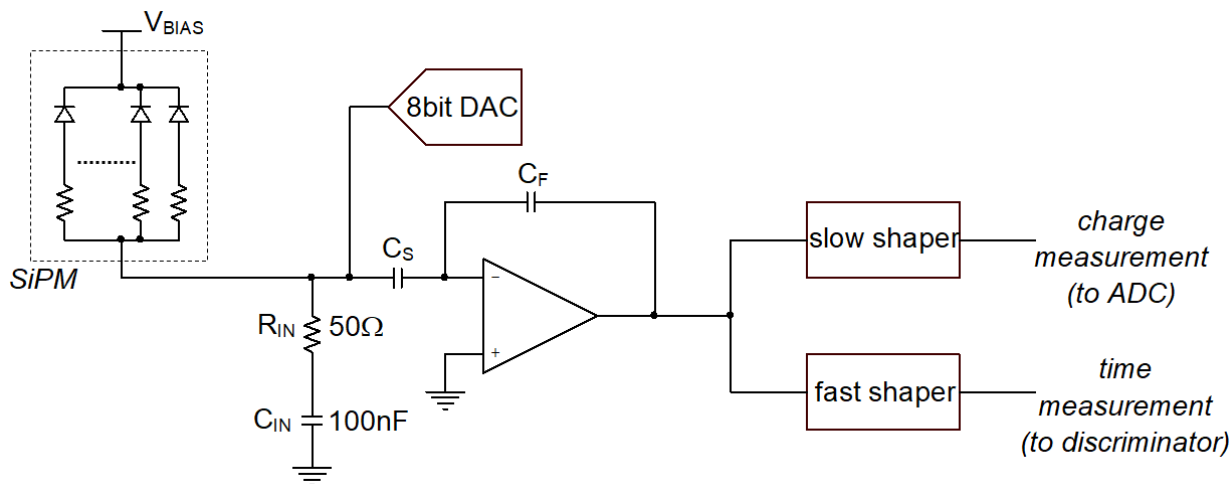 VBIAS
8bit DAC
CF
SiPM
CS
RIN
50Ω
CIN
100nF
−
+
slow shaper
charge
measurement
(to ADC)
fast shaper
time
measurement
(to discriminator)